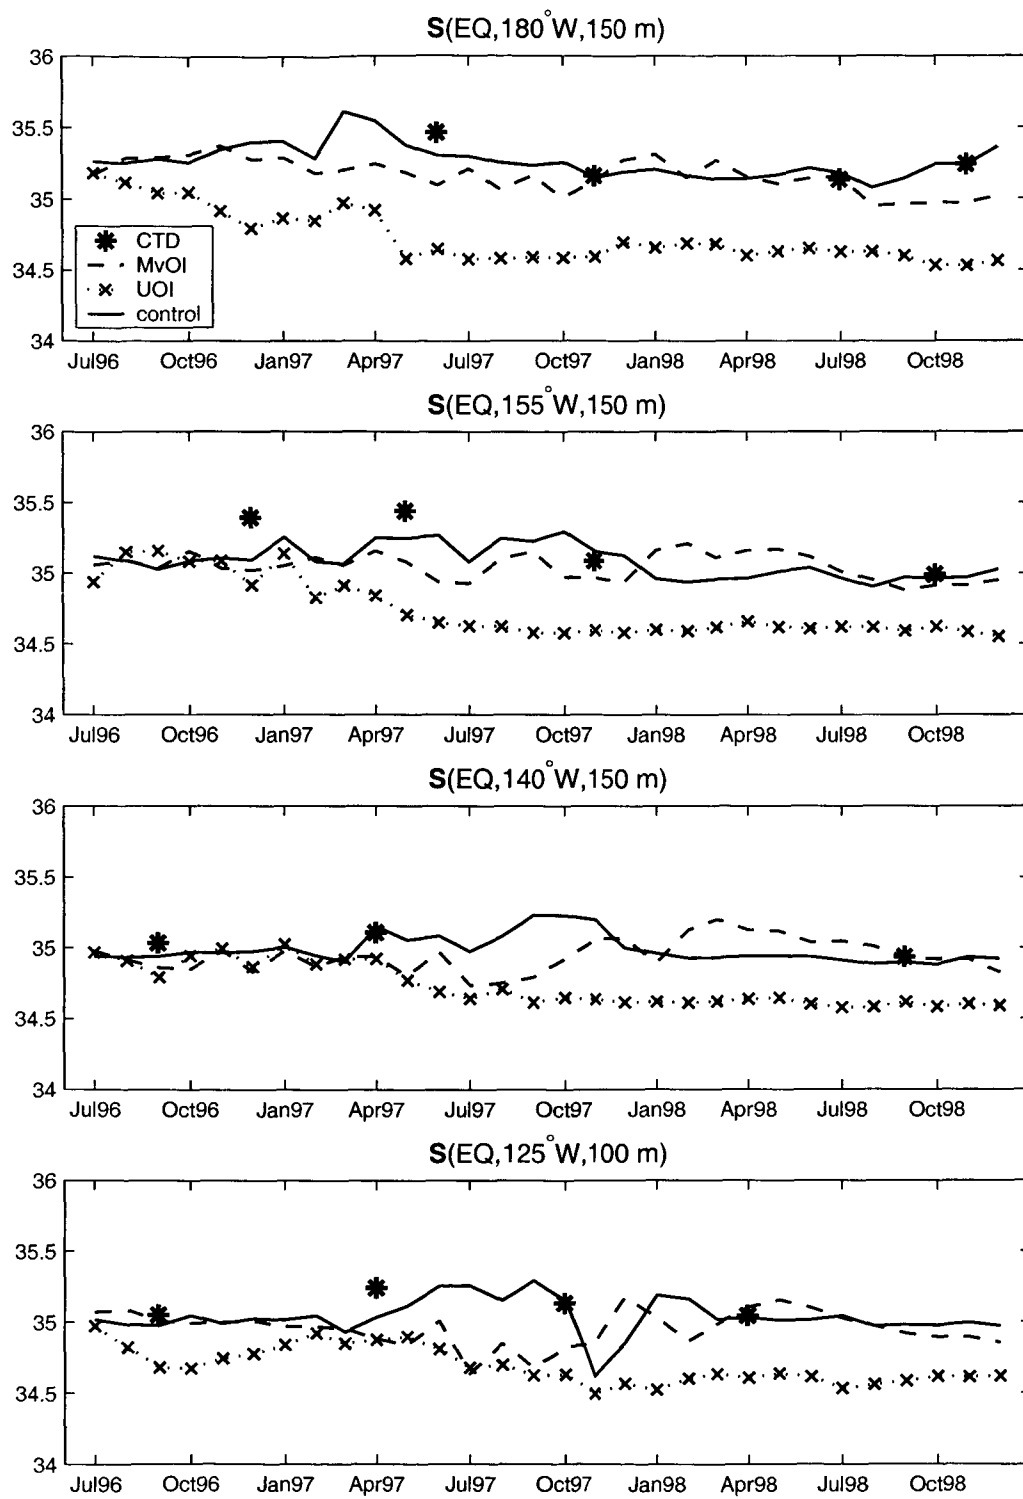 S(EQ,180°W,150 m)
36
35.5
35
34.5
34
CTD
MvOI
UOI
control
Jul96 Oct96 Jan97 Apr97 Jul97 Oct97 Jan98 Apr98 Jul98 Oct98
S(EQ,155°W,150 m)
36
35.5
35
34.5
34
Jul96 Oct96 Jan97 Apr97 Jul97 Oct97 Jan98 Apr98 Jul98 Oct98
S(EQ,140°W,150 m)
36
35.5
35
34.5
34
Jul96 Oct96 Jan97 Apr97 Jul97 Oct97 Jan98 Apr98 Jul98 Oct98
S(EQ,125°W,100 m)
36
35.5
35
34.5
34
Jul96 Oct96 Jan97 Apr97 Jul97 Oct97 Jan98 Apr98 Jul98 Oct98